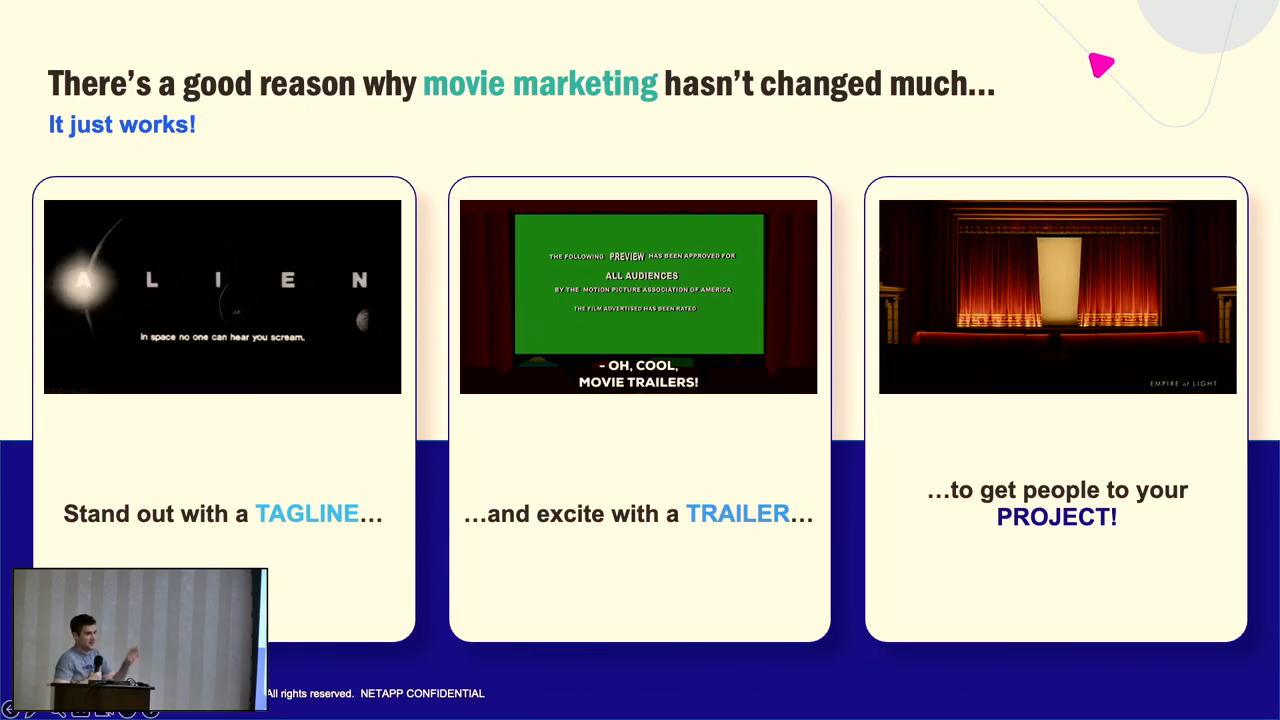 There's a good reason why movie marketing hasn't changed much...
It just works!
A L I E N
In space no one can hear you scream.
THE FOLLOWING PREVIEW HAS BEEN APPROVED FOR
ALL AUDIENCES
BY THE MOTION PICTURE ASSOCIATION OF AMERICA
THE FILM ADVERTISED HAS BEEN RATED
- OH, COOL,
MOVIE TRAILERS!
EMPIRE of LIGHT
Stand out with a TAGLINE...
...and excite with a TRAILER...
...to get people to your
PROJECT!
All rights reserved. NETAPP CONFIDENTIAL